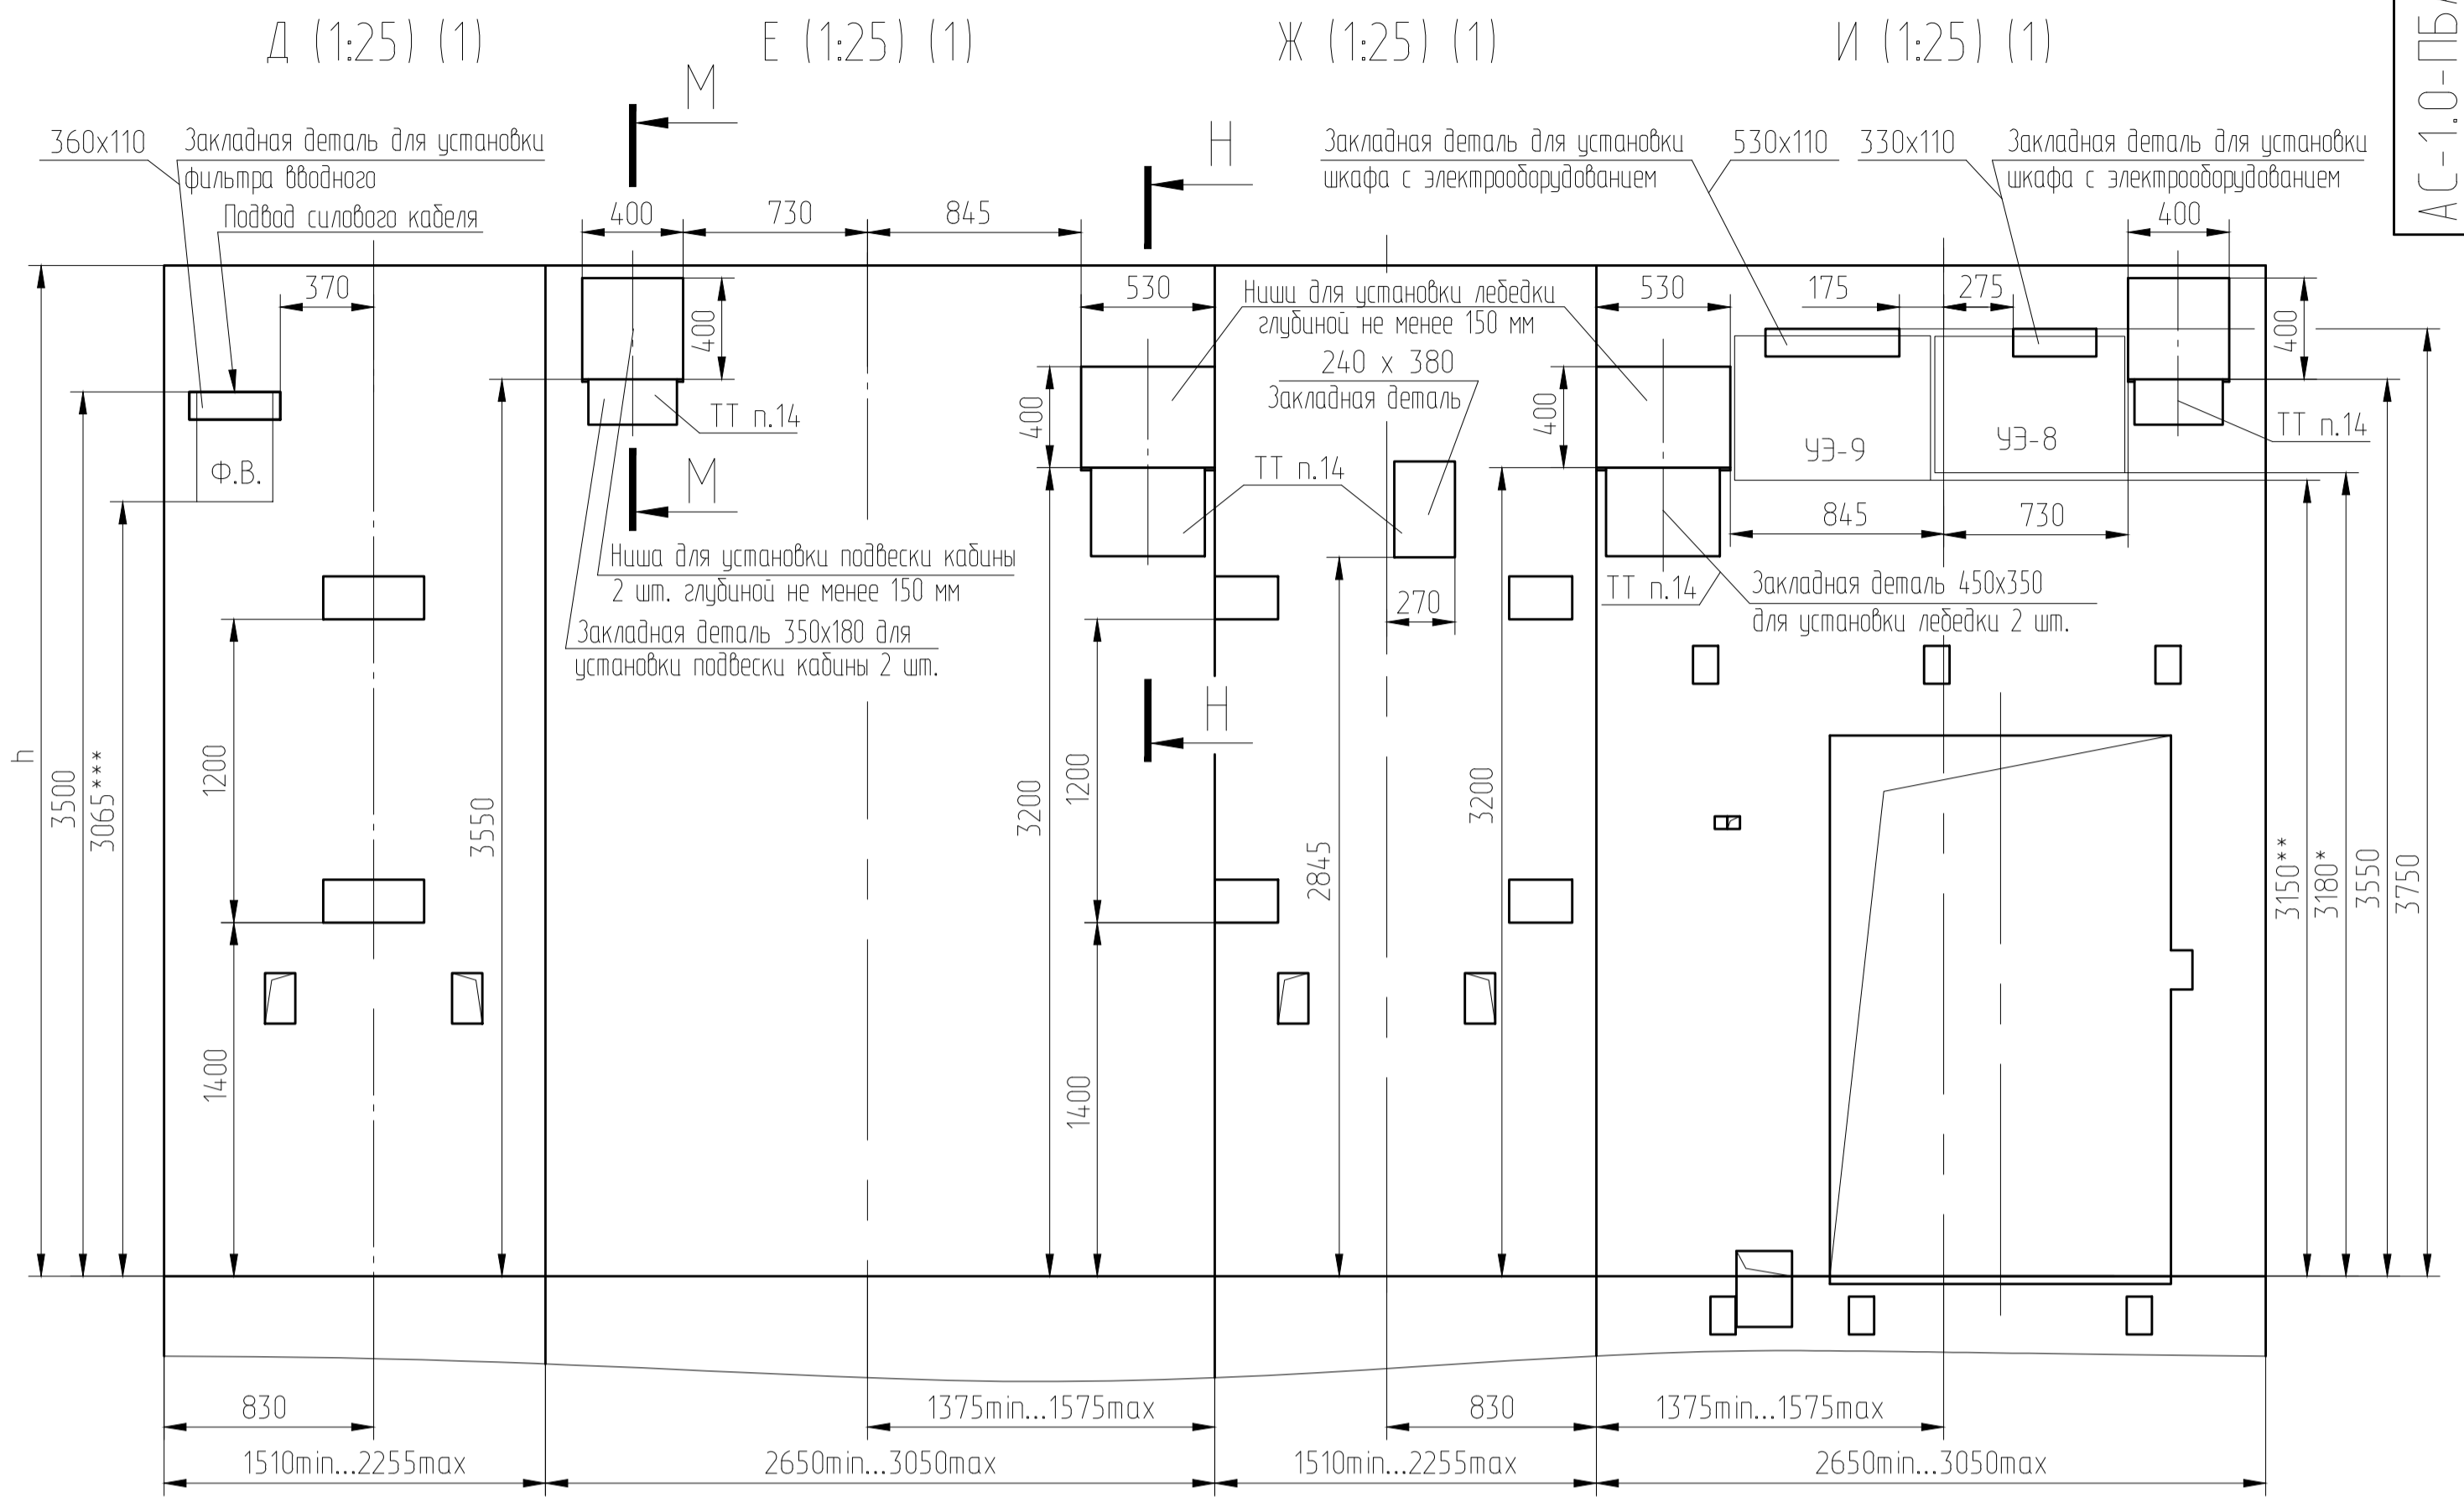 Д (1:25) (1)
Е (1:25) (1)
Ж (1:25) (1)
И (1:25) (1)
М
Н
360х110
Закладная деталь для установки
фильтра вводного
Подвод силового кабеля
400
730
845
Закладная деталь для установки
шкафа с электрооборудованием
530х110
330х110
Закладная деталь для установки
шкафа с электрооборудованием
400
370
400
530
Ниши для установки лебедки
глубиной не менее 150 мм
530
175
275
400
240 х 380
Закладная деталь
400
400
ТТ п.14
ТТ п.14
ТТ п.14
УЭ-9
УЭ-8
Ф.В.
М
845
730
Ниша для установки подвески кабины
2 шт. глубиной не менее 150 мм
Закладная деталь 350х180 для
установки подвески кабины 2 шт.
270
ТТ п.14
Закладная деталь 450х350
для установки лебедки 2 шт.
Н
h
3500
3065***
1200
3550
3200
1200
2845
3200
3150**
3180*
3550
3750
1400
1400
830
1375min...1575max
830
1375min...1575max
1510min...2255max
2650min...3050max
1510min...2255max
2650min...3050max